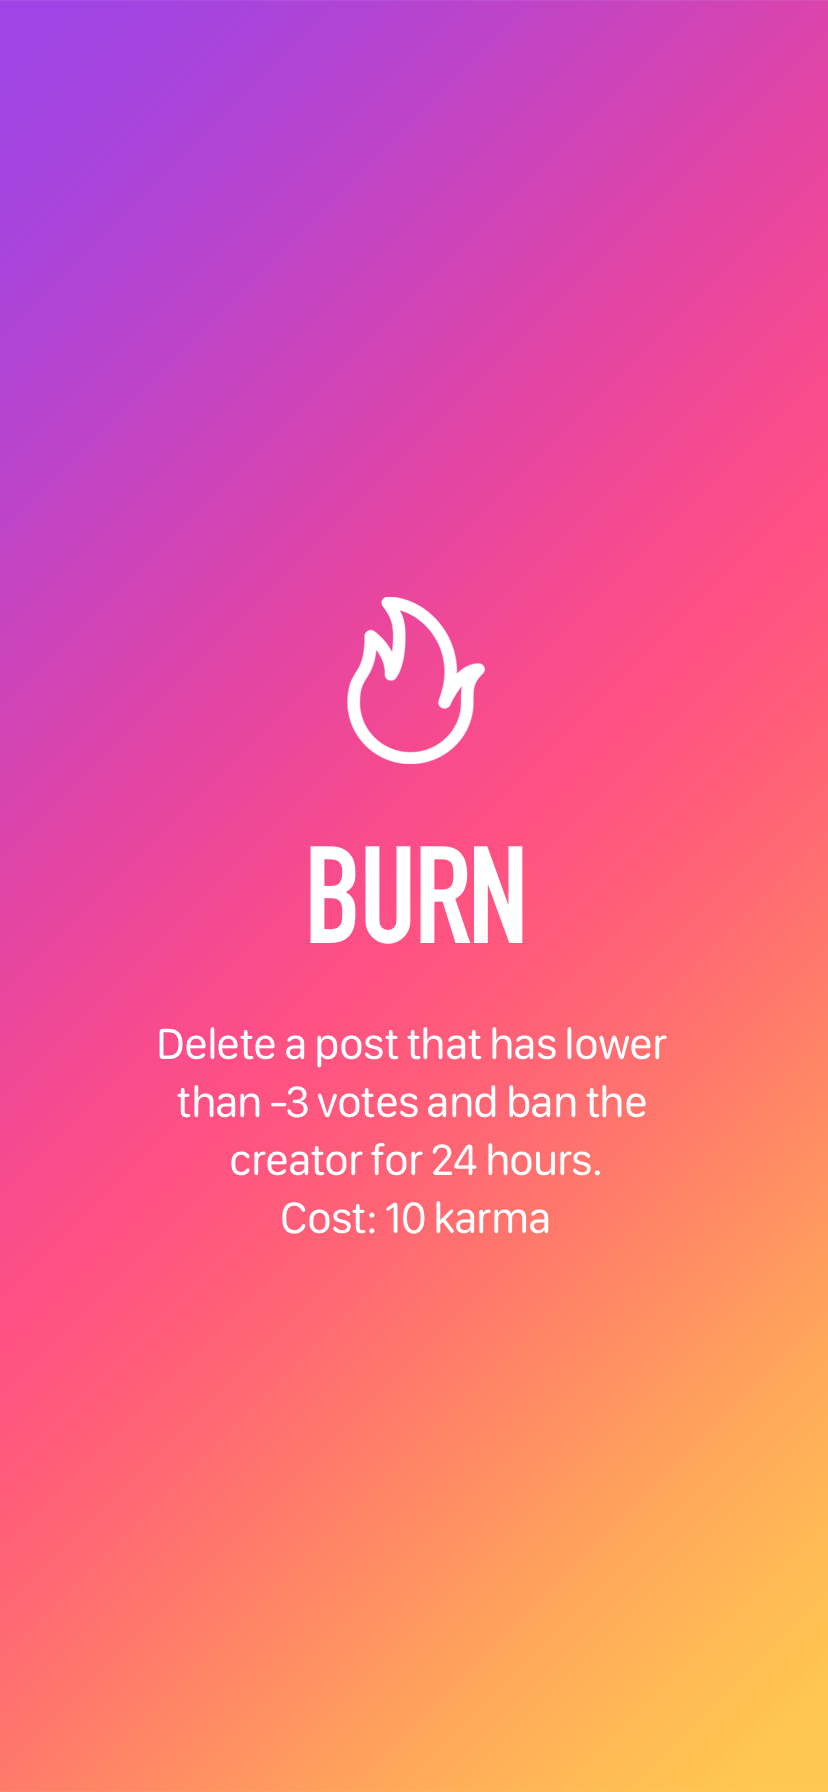 BURN
Delete a post that has lower
than -3 votes and ban the
creator for 24 hours.
Cost: 10 karma